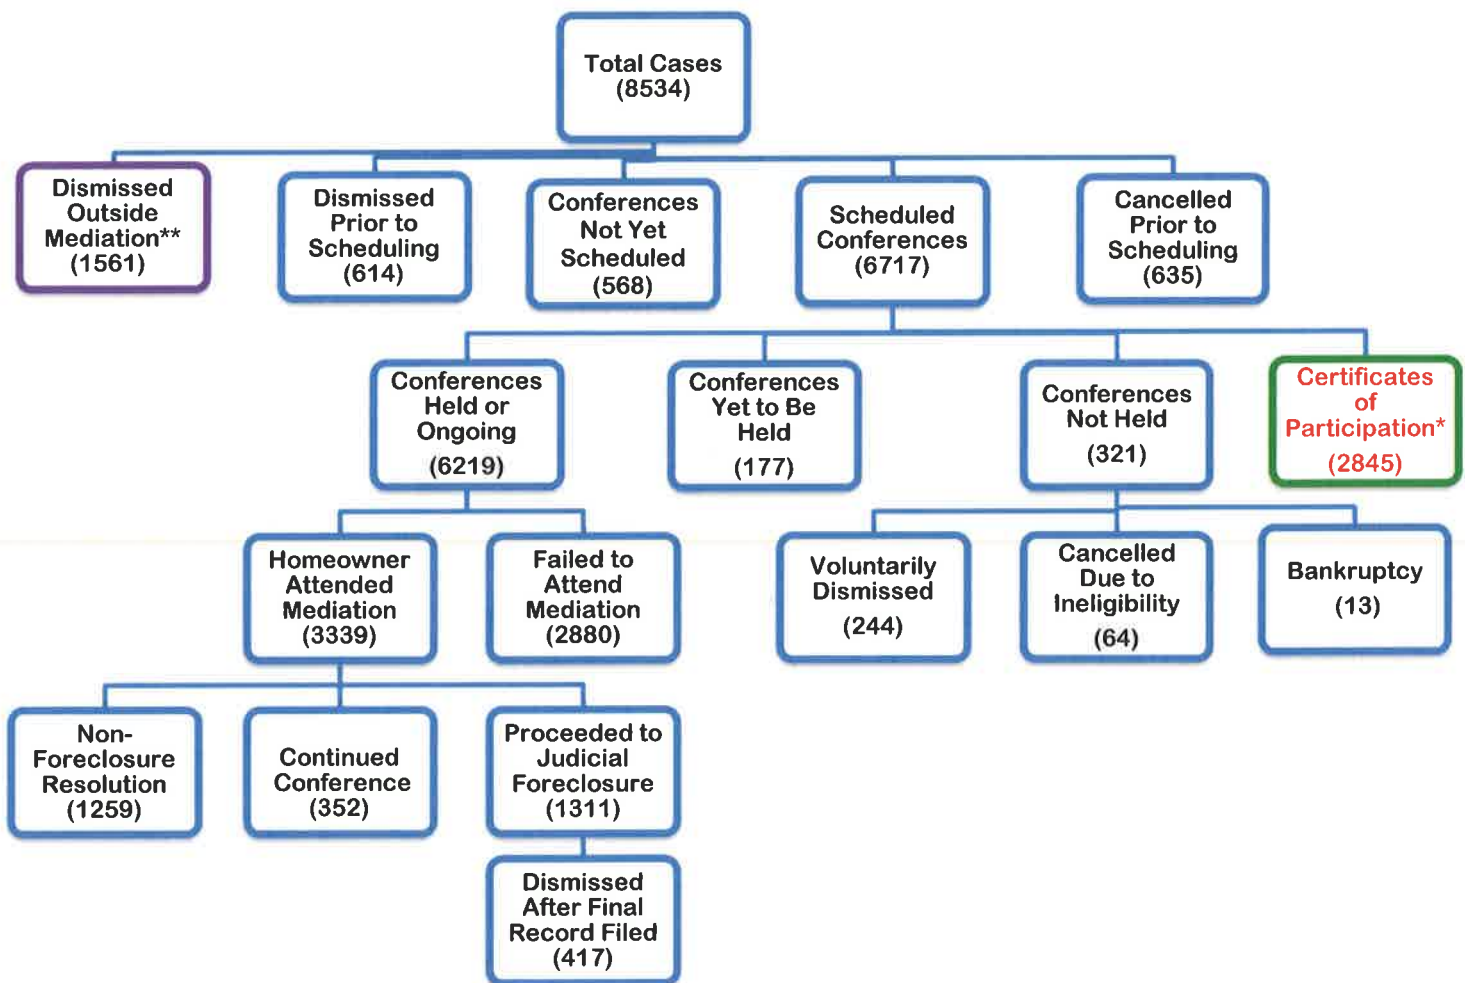 Total Cases
(8534)
Dismissed
Outside
Mediation**
(1561)
Dismissed
Prior to
Scheduling
(614)
Conferences
Not Yet
Scheduled
(568)
Scheduled
Conferences
(6717)
Cancelled
Prior to
Scheduling
(635)
Conferences
Held or
Ongoing
(6219)
Conferences
Yet to Be
Held
(177)
Conferences
Not Held
(321)
Certificates
of
Participation*
(2845)
Homeowner
Attended
Mediation
(3339)
Failed to
Attend
Mediation
(2880)
Voluntarily
Dismissed
(244)
Cancelled
Due to
Ineligibility
(64)
Bankruptcy
(13)
Non-
Foreclosure
Resolution
(1259)
Continued
Conference
(352)
Proceeded to
Judicial
Foreclosure
(1311)
Dismissed
After Final
Record Filed
(417)